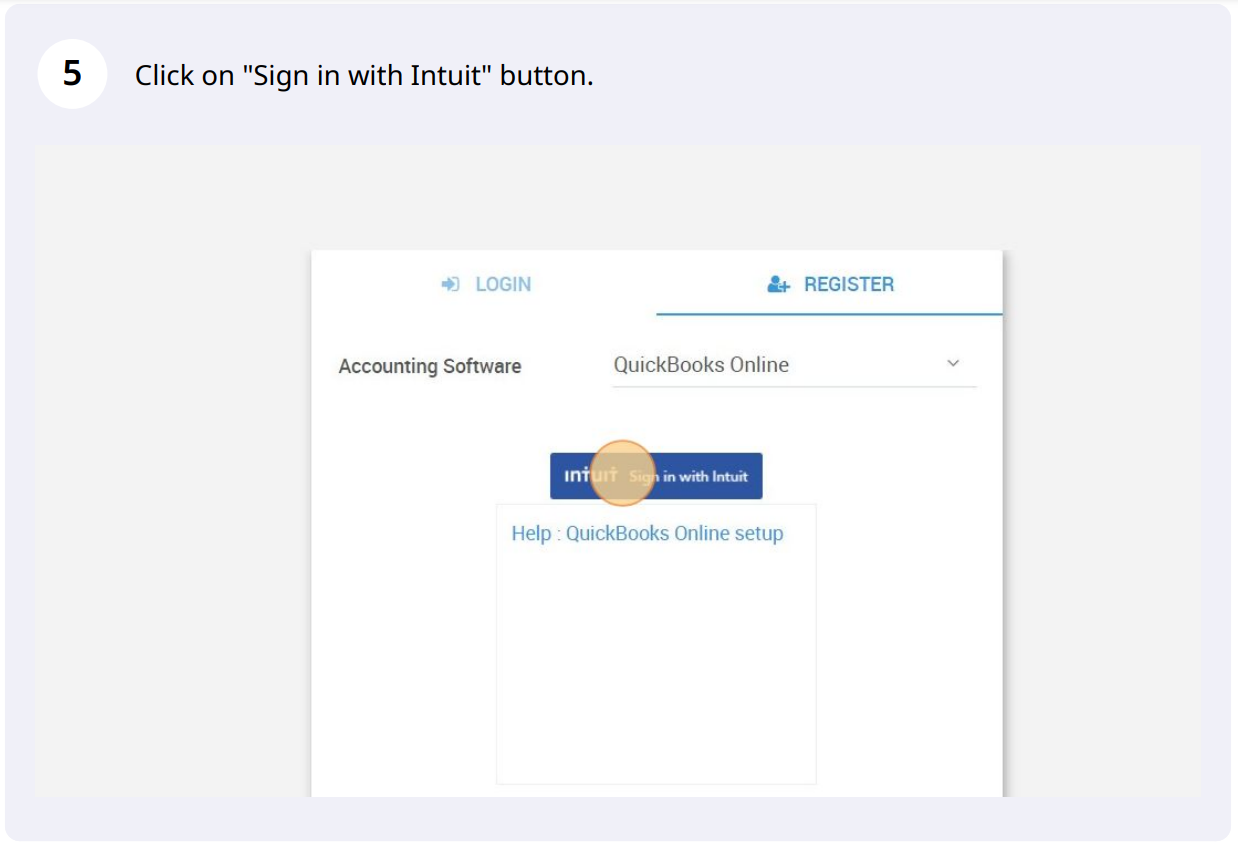 5
Click on "Sign in with Intuit" button.
LOGIN
REGISTER
Accounting Software
QuickBooks Online
intuit Sign in with Intuit
Help : QuickBooks Online setup